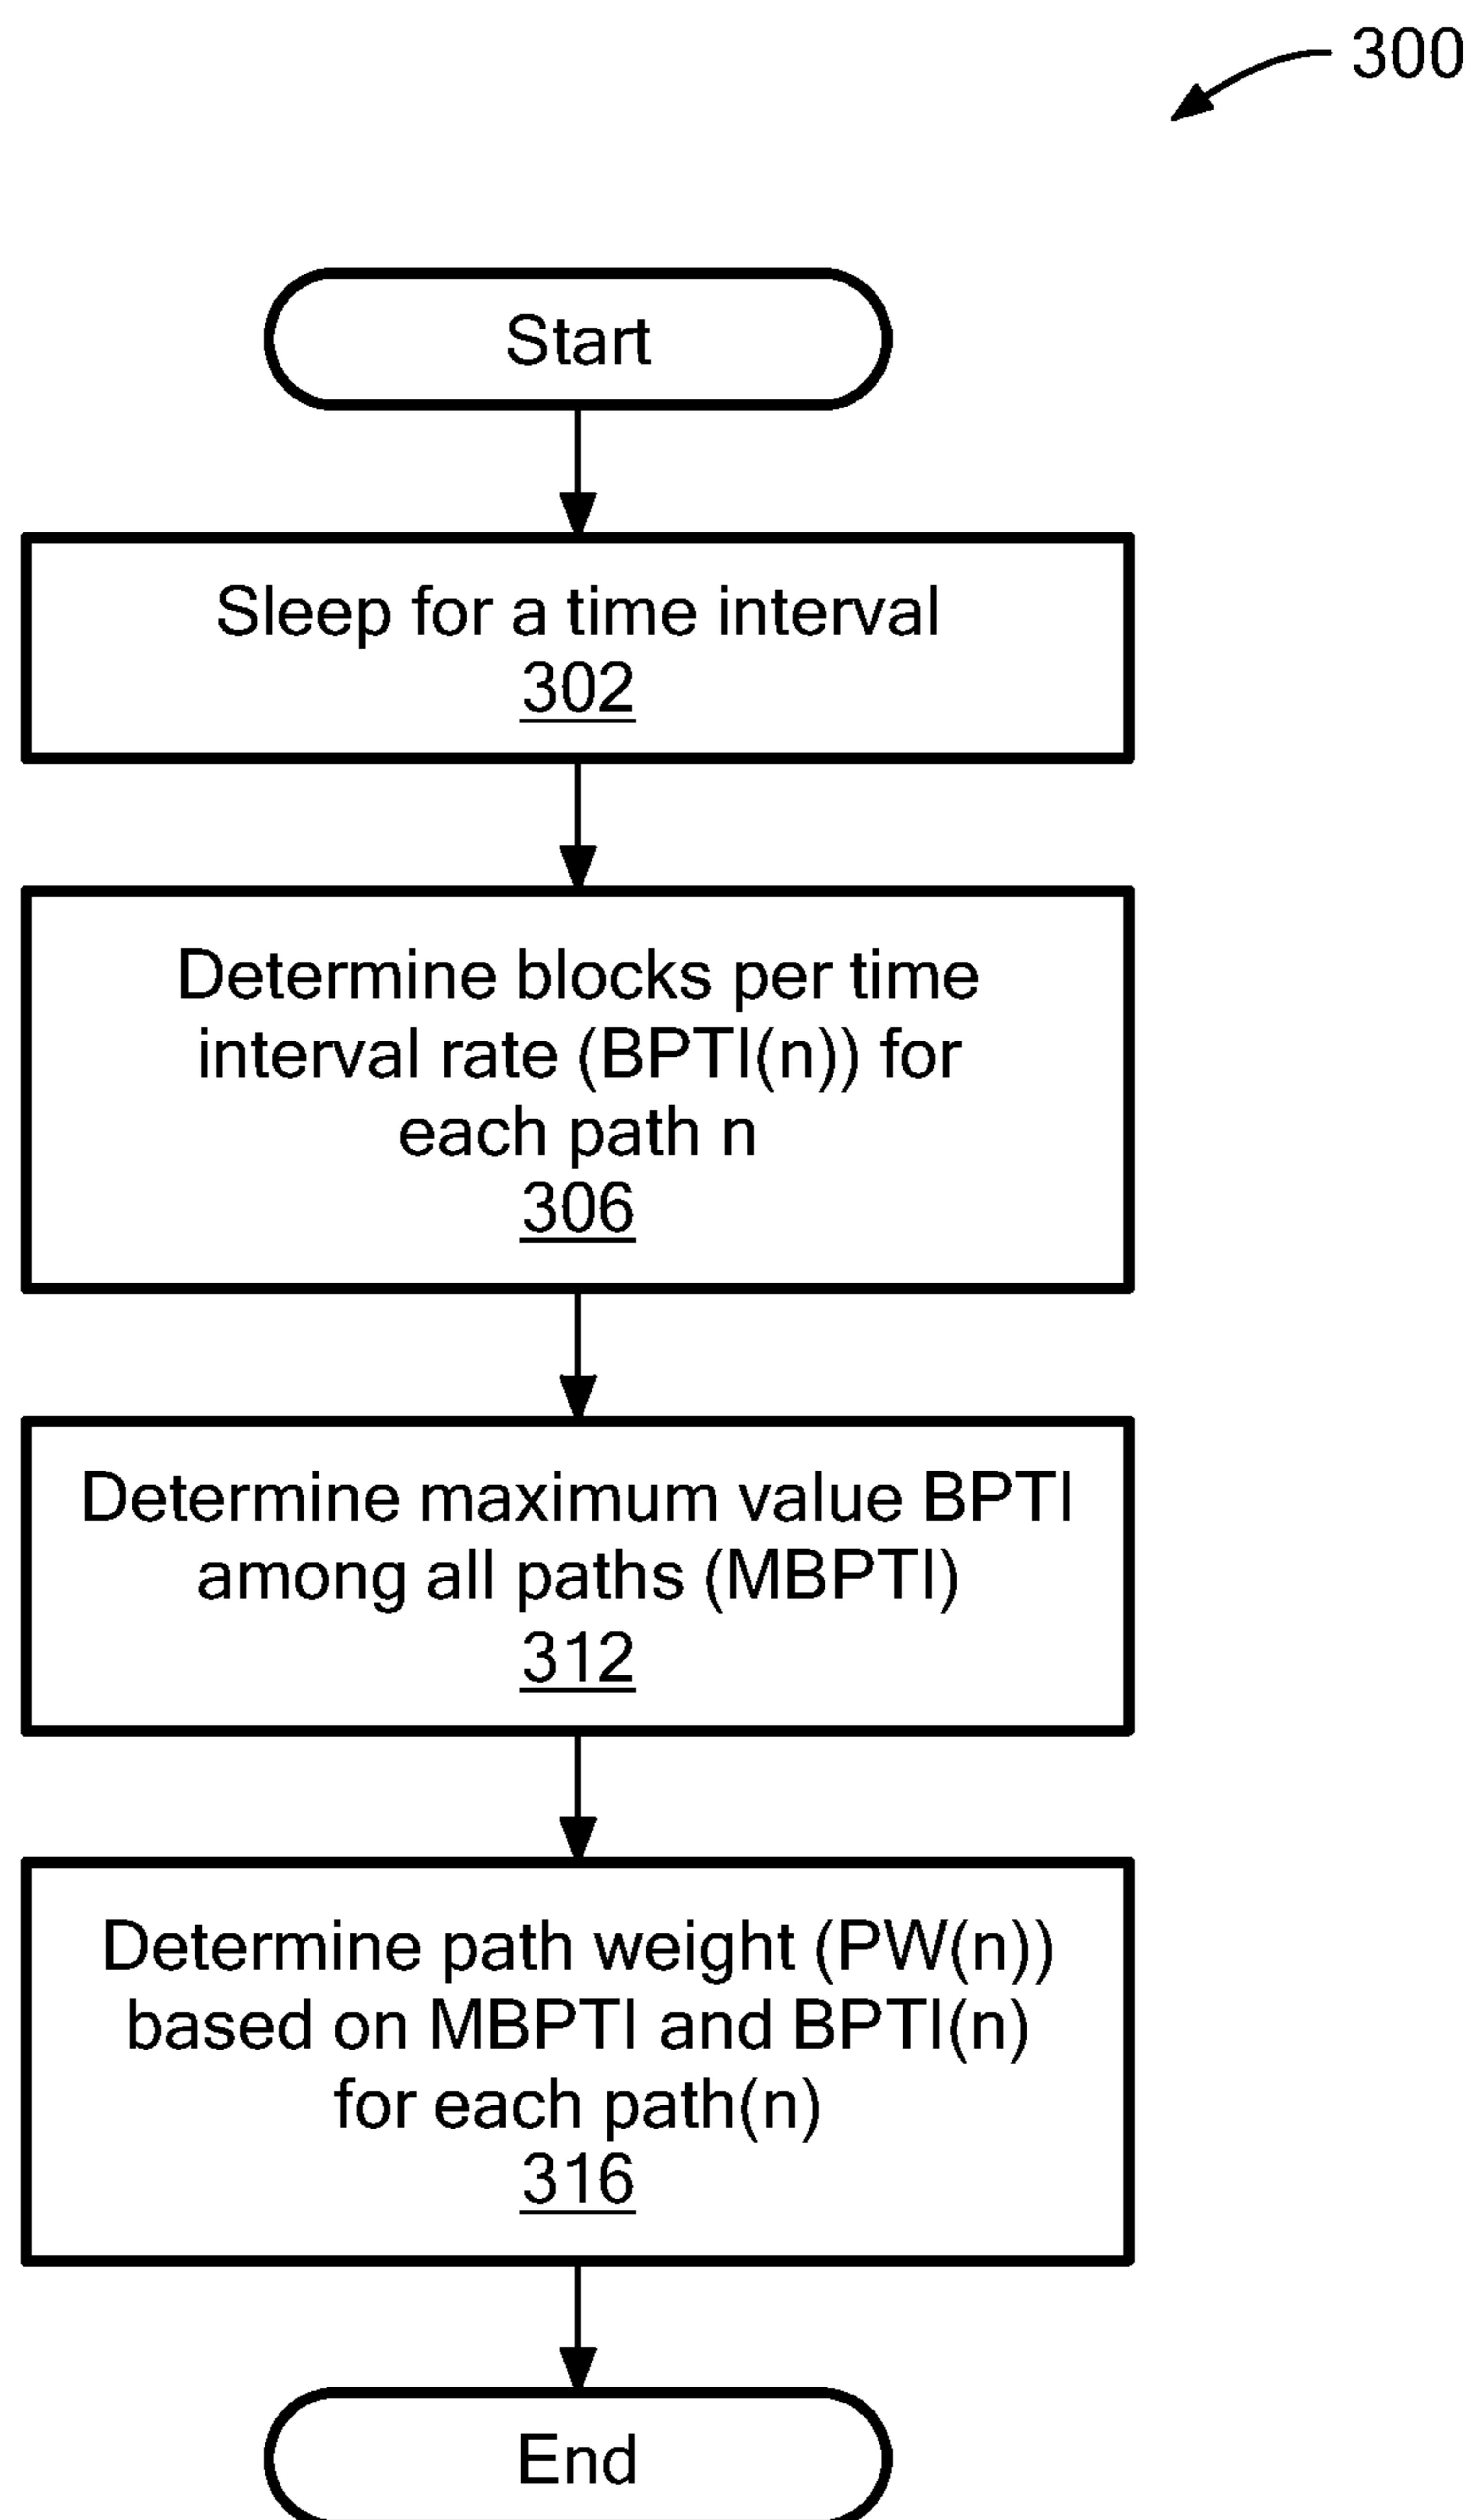 300
Start
Sleep for a time interval
302
Determine blocks per time
interval rate (BPTI(n)) for
each path n
306
Determine maximum value BPTI
among all paths (MBPTI)
312
Determine path weight (PW(n))
based on MBPTI and BPTI(n)
for each path(n)
316
End